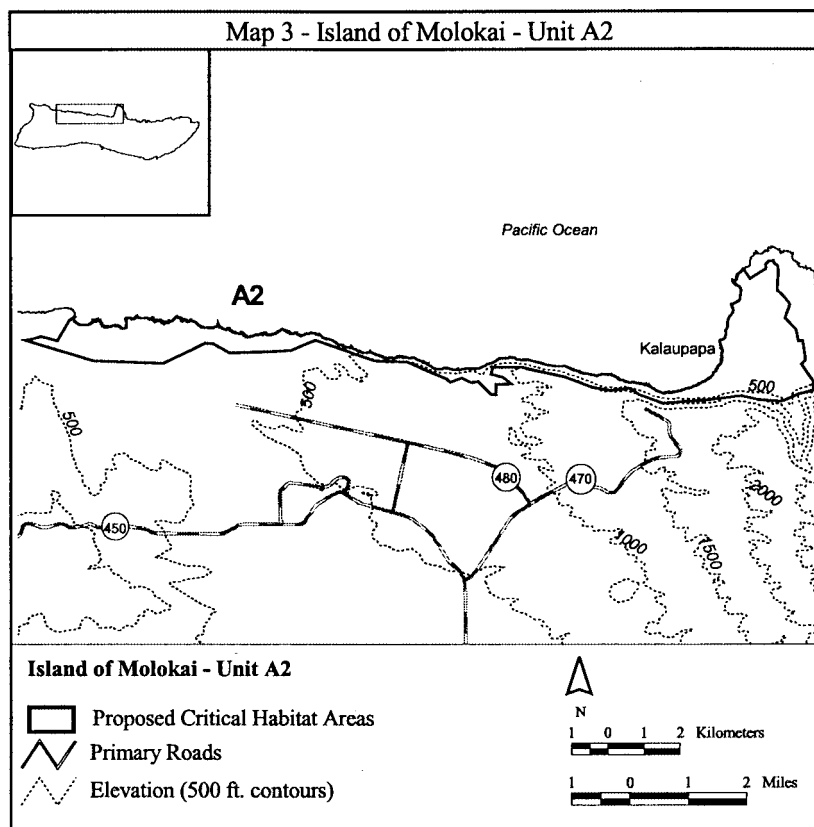 Map 3 - Island of Molokai - Unit A2
Pacific Ocean
A2
Kalaupapa
500
500
500
480
470
450
2000
1000
1500
Island of Molokai - Unit A2
Proposed Critical Habitat Areas
Primary Roads
Elevation (500 ft. contours)
N
1 0 1 2 Kilometers
1 0 1 2 Miles